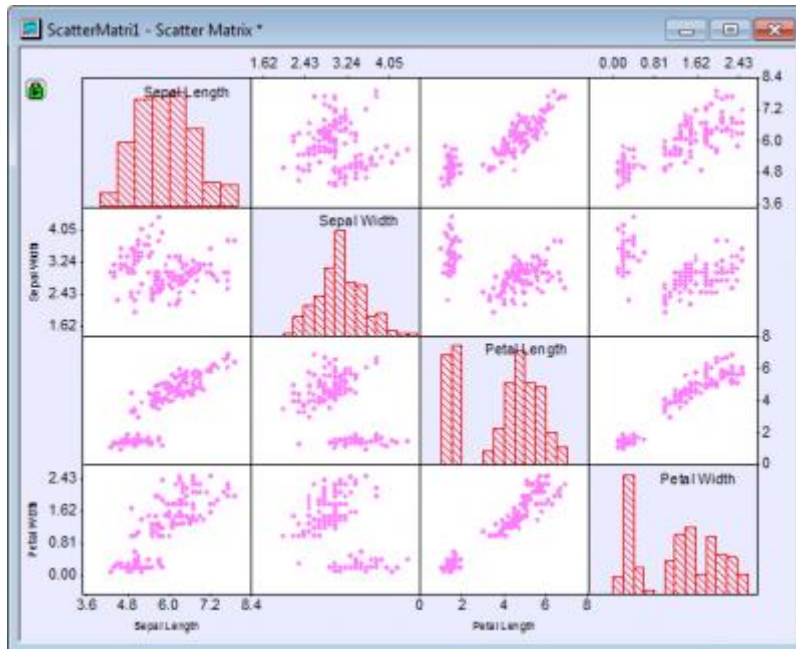 ScatterMatri1 - Scatter Matrix *
1.62 2.43 3.24 4.05
0.00 0.81 1.62 2.43
Sepal Length
8.4
7.2
6.0
4.8
3.6
Sepal Width
4.05
3.24
2.43
1.62
Sepal Width
Petal Length
8
6
4
2
0
Petal Width
2.43
1.62
0.81
0.00
Petal Width
3.6 4.8 6.0 7.2 8.4
0 2 4 6 8
Sepal Length
Petal Length